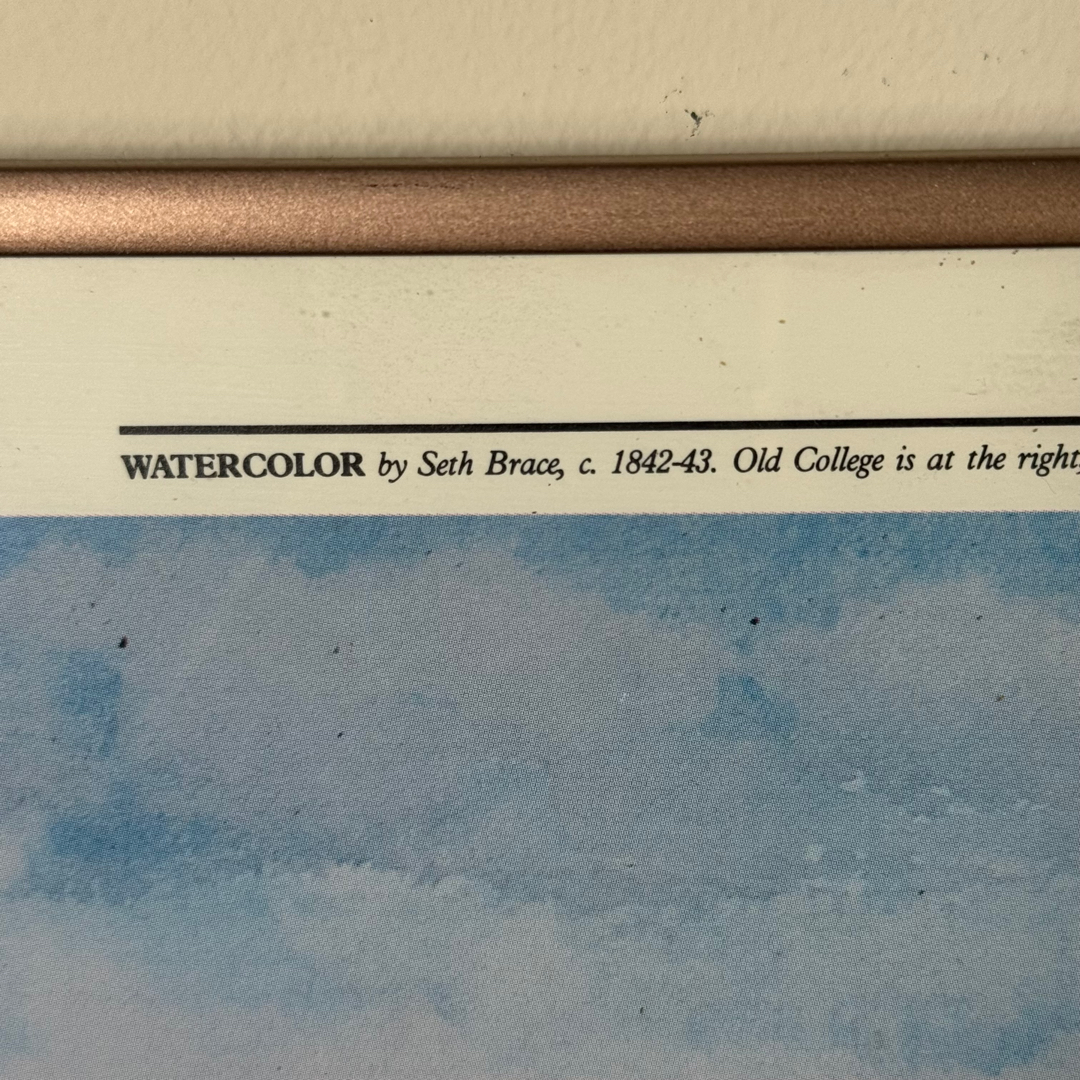 WATERCOLOR by Seth Brace, c. 1842-43. Old College is at the right,